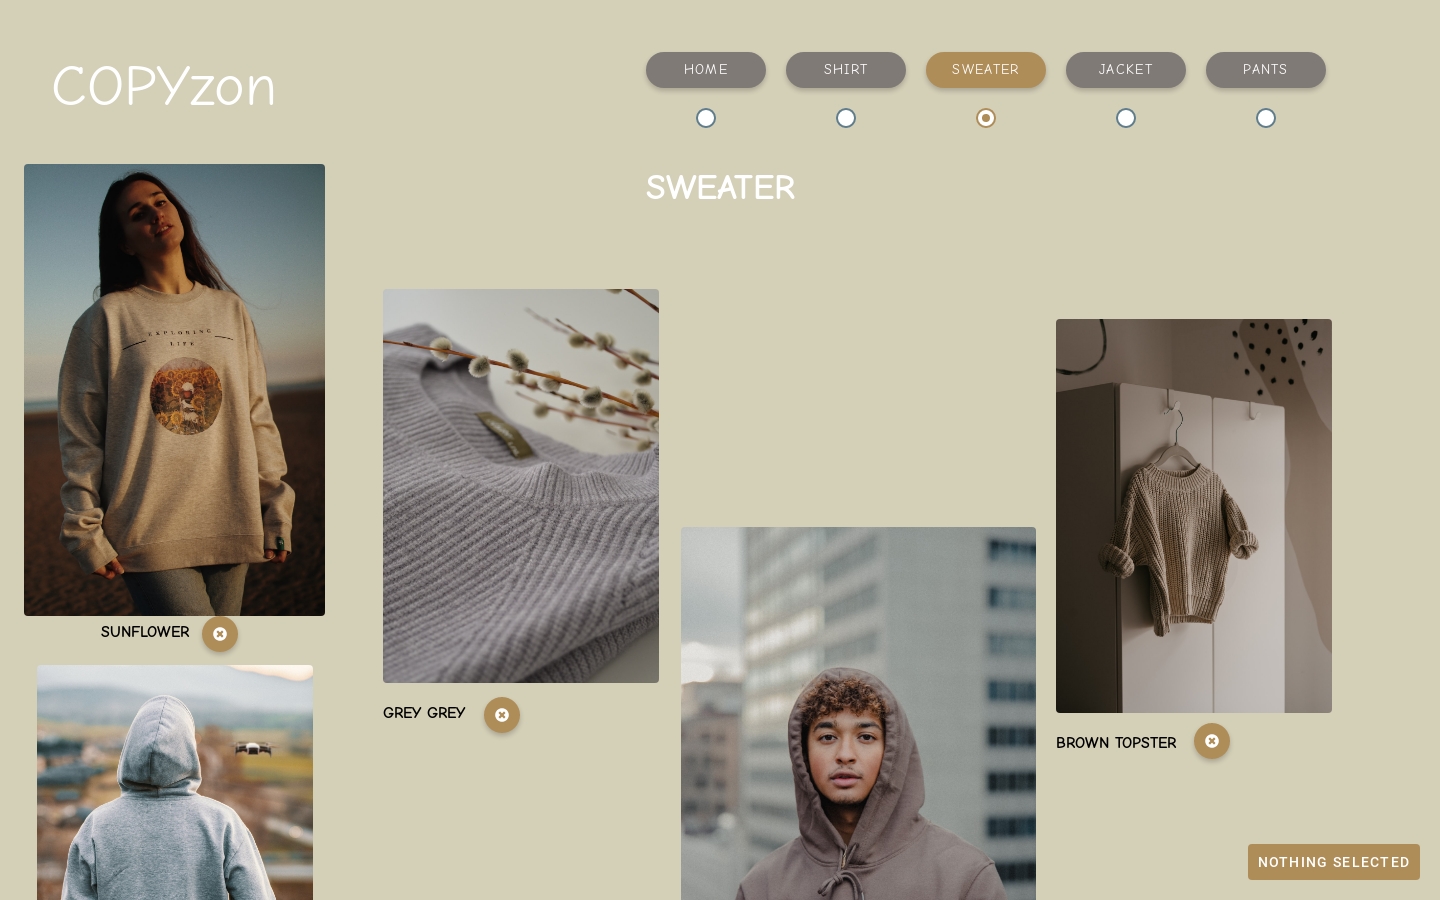 COPYzon
HOME
SHIRT
SWEATER
JACKET
PANTS
SWEATER
EXPLORING
LIFE
SUNFLOWER
GREY GREY
BROWN TOPSTER
NOTHING SELECTED